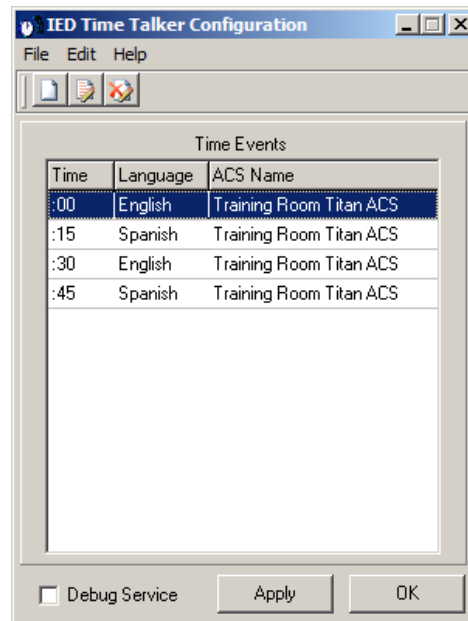 IED Time Talker Configuration
File Edit Help
Time Events
Time Language ACS Name
:00 English Training Room Titan ACS
:15 Spanish Training Room Titan ACS
:30 English Training Room Titan ACS
:45 Spanish Training Room Titan ACS
Debug Service Apply OK